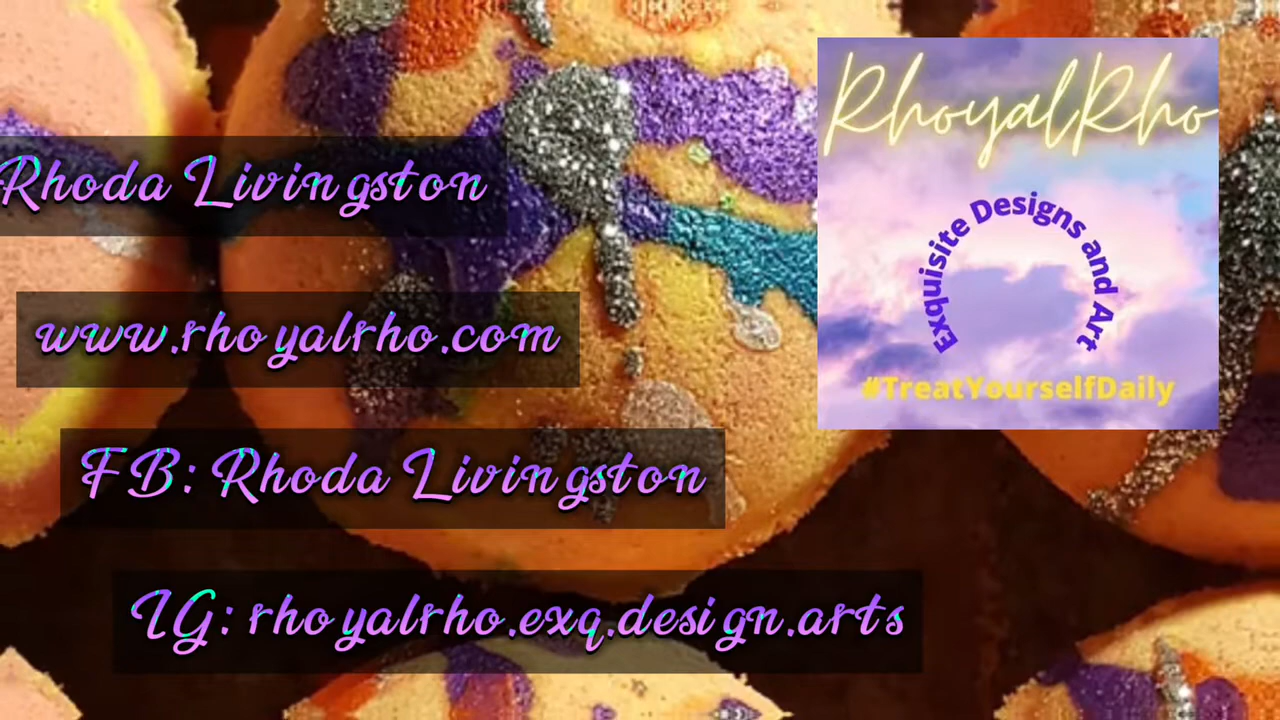 Rhoda Livingston
www.rhoyalrho.com
FB: Rhoda Livingston
IG: rhoyalrho.exq.design.arts
RhoyalRho
Exquisite Designs and Art
#TreatYourselfDaily